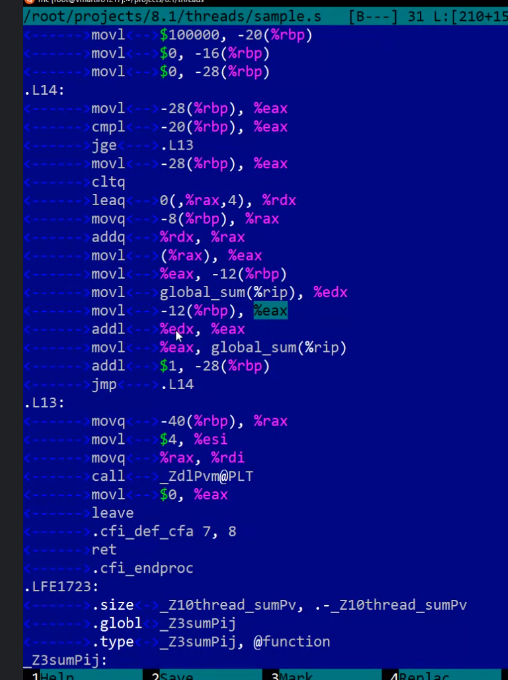 /root/projects/8.1/threads/sample.s [B---] 31 L:[210+15
<------>movl<-->$100000, -20(%rbp)
<------>movl<-->$0, -16(%rbp)
<------>movl<-->$0, -28(%rbp)
.L14:
<------>movl<-->-28(%rbp), %eax
<------>cmpl<-->-20(%rbp), %eax
<------>jge<--->.L13
<------>movl<-->-28(%rbp), %eax
<------>cltq
<------>leaq<-->0(,%rax,4), %rdx
<------>movq<-->-8(%rbp), %rax
<------>addq<-->%rdx, %rax
<------>movl<-->(%rax), %eax
<------>movl<-->%eax, -12(%rbp)
<------>movl<-->global_sum(%rip), %edx
<------>movl<-->-12(%rbp), %eax
<------>addl<-->%edx, %eax
<------>movl<-->%eax, global_sum(%rip)
<------>addl<-->$1, -28(%rbp)
<------>jmp<--->.L14
.L13:
<------>movq<-->-40(%rbp), %rax
<------>movl<-->$4, %esi
<------>movq<-->%rax, %rdi
<------>call<-->_ZdlPvm@PLT
<------>movl<-->$0, %eax
<------>leave
<------>.cfi_def_cfa 7, 8
<------>ret
<------>.cfi_endproc
.LFE1723:
<------>.size<->_Z10thread_sumPv, .-_Z10thread_sumPv
<------>.globl<>_Z3sumPij
<------>.type<->_Z3sumPij, @function
_Z3sumPij:
1Help 2Save 3Mark 4Replac